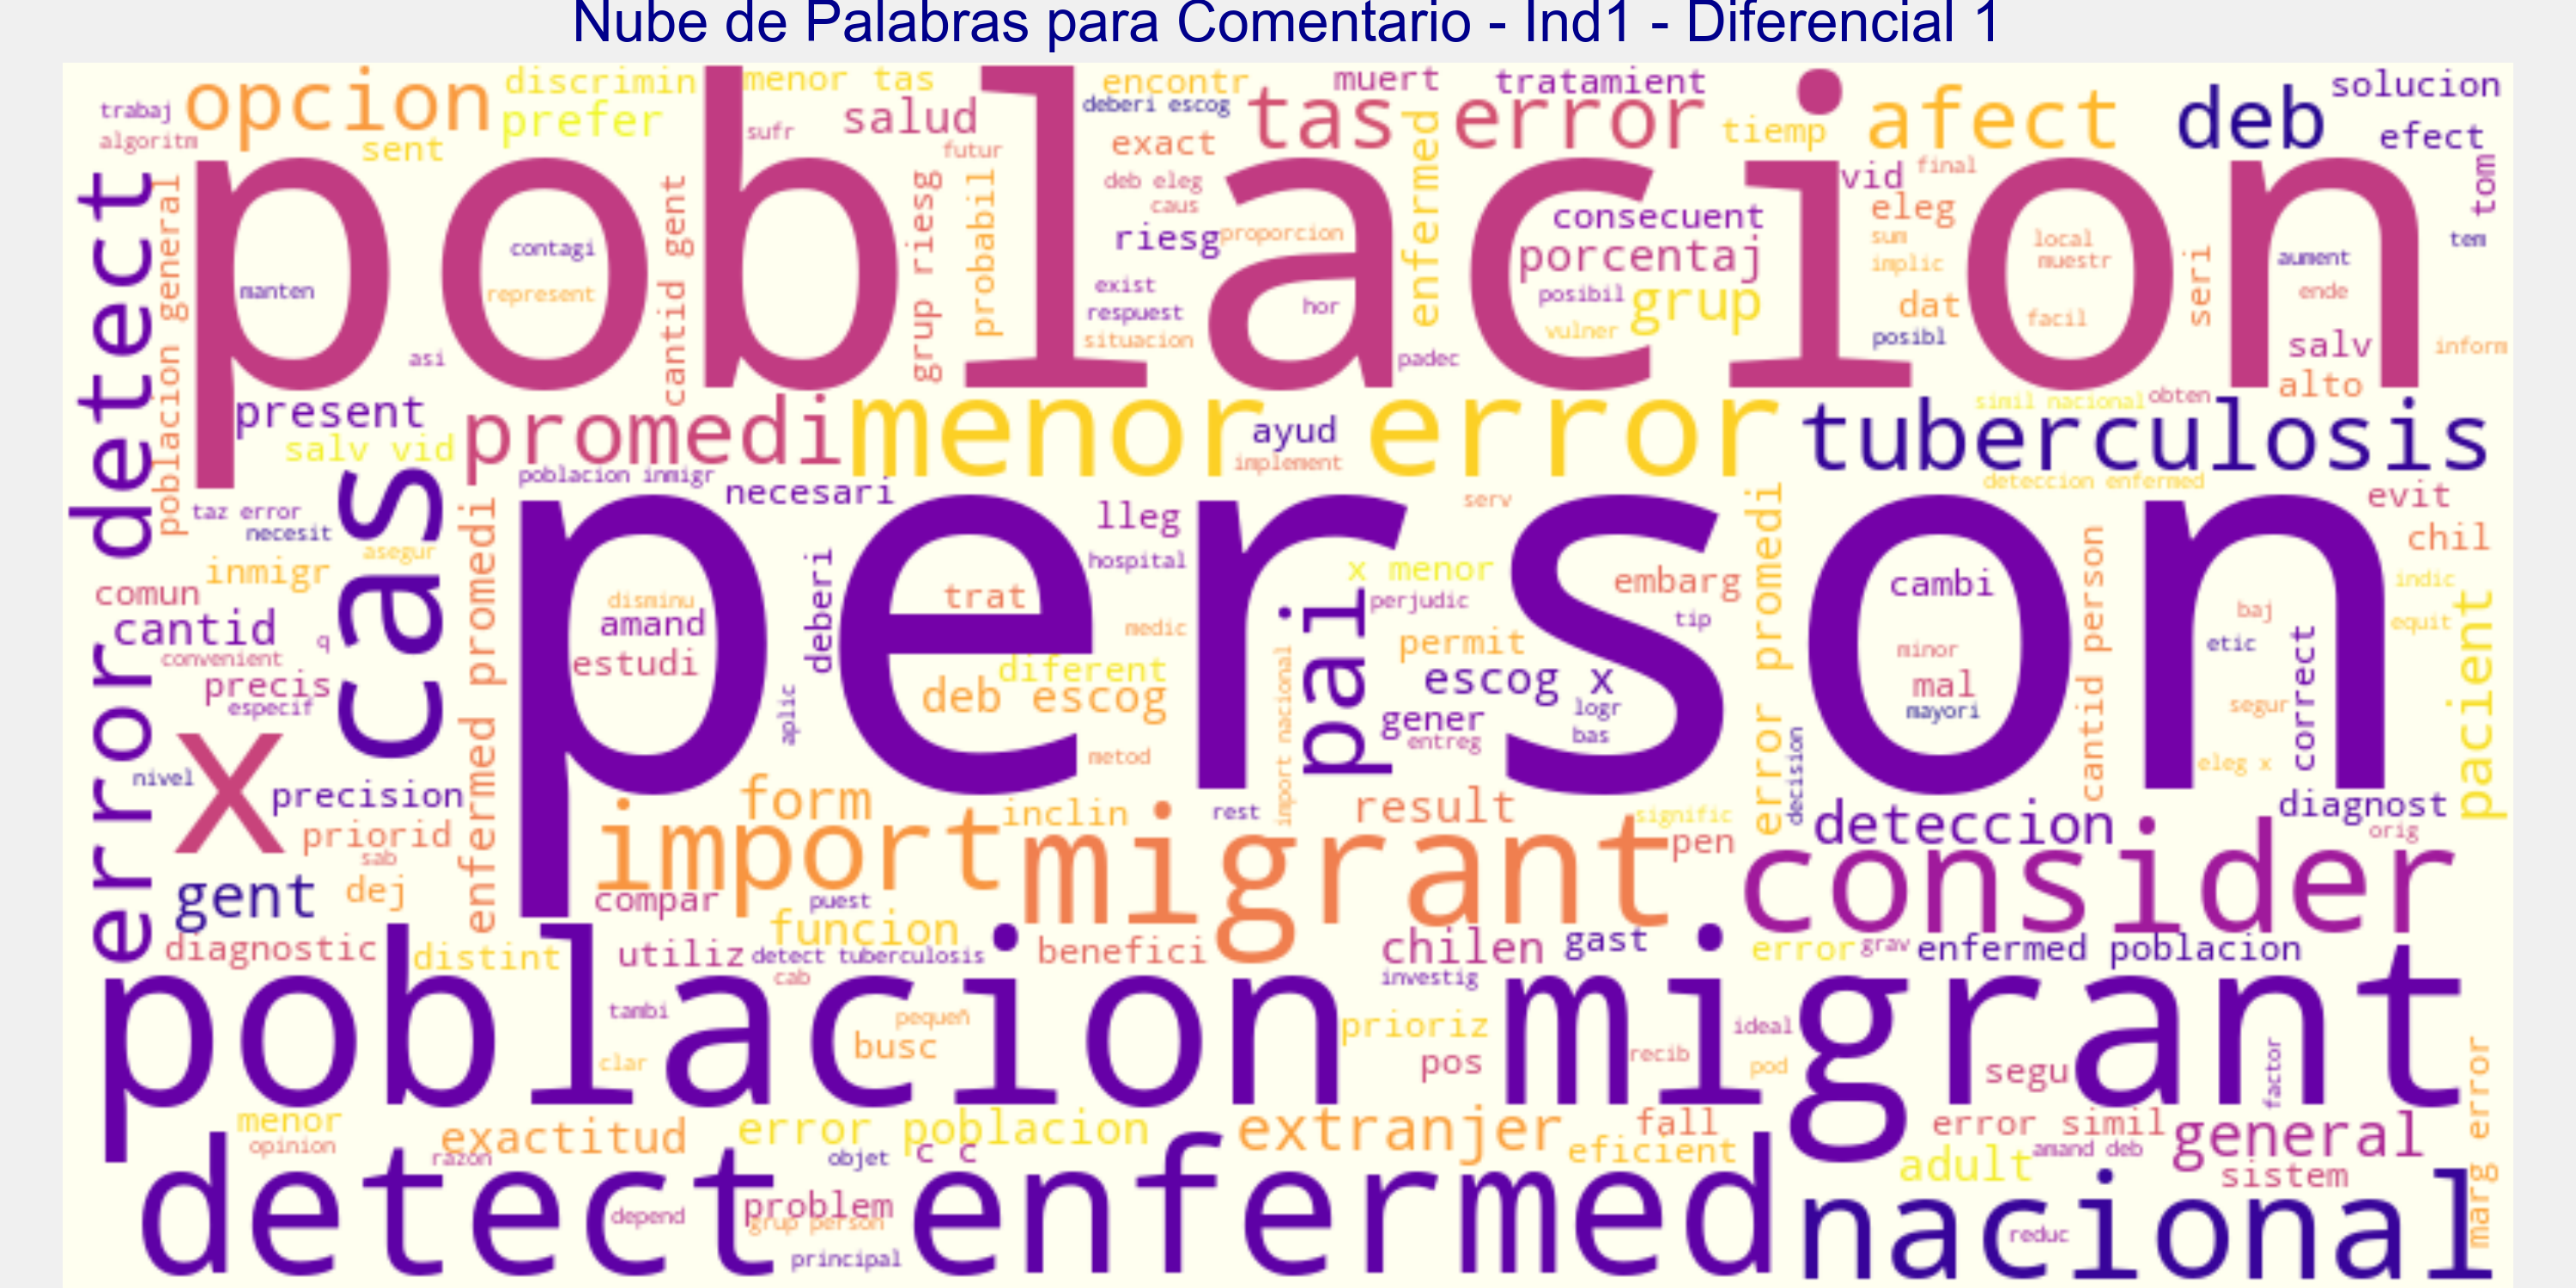 Nube de Palabras para Comentario - Ind1 - Diferencial 1
trabaj
opcion
discrimin
menor tas
encontr
muert
tratamient
solucion
algoritm
prefer
sent
sufr
salud
futur
deberi escog
exact
tas error
tiemp
afect
deb
efect
poblacion
detect
poblacion general
manten
contagi
represent
asi
cantid gent
grup riesg
probabil
deb eleg
caus
riesg
proporcion
exist
respuest
situacion
hor
enfermed
padec
consecuent
porcentaj
posibil
grup
vulner
vid
final
eleg
sum
implic
dat
posibl
local
muestr
facil
seri
tom
tem
aument
ende
salv
alto
inform
present
salv vid
promedi
menor error
ayud
implement
simil nacional
obten
tuberculosis
deteccion enfermed
poblacion inmigr
necesari
taz error
necesit
asegur
inmigr
comun
cantid
q
convenient
precis
especif
cas
error
enfermed promedi
person
lleg
hospital
serv
evit
chil
disminu
amand
estudi
deberi
trat
medic
diferent
deb escog
aplic
metod
import nacional
pai
x menor
perjudic
permit
escog x
gener
entreg
logr
bas
embarg
tip
error promedi
decision
cambi
minor
mal
mayori
cantid person
baj
etic
segur
eleg x
correct
indic
equit
pacient
nivel
x
precision
priorid
sab
gent
dej
form
import
inclin
rest
result
signific
pen
migrant
deteccion
diagnost
orig
consider
compar
puest
funcion
diagnostic
distint
utiliz
detect tuberculosis
cab
benefici
chilen
gast
investig
error
grav
enfermed poblacion
poblacion migrant
tambi
clar
pequeñ
busc
prioriz
pos
recib
ideal
pod
segu
factor
marg error
menor
opinion
exactitud
razon
error poblacion
objet
c c
extranjer
fall
eficient
error simil
amand deb
adult
general
sistem
detect
depend
problem
grup person
principal
enfermed
nacional
reduc